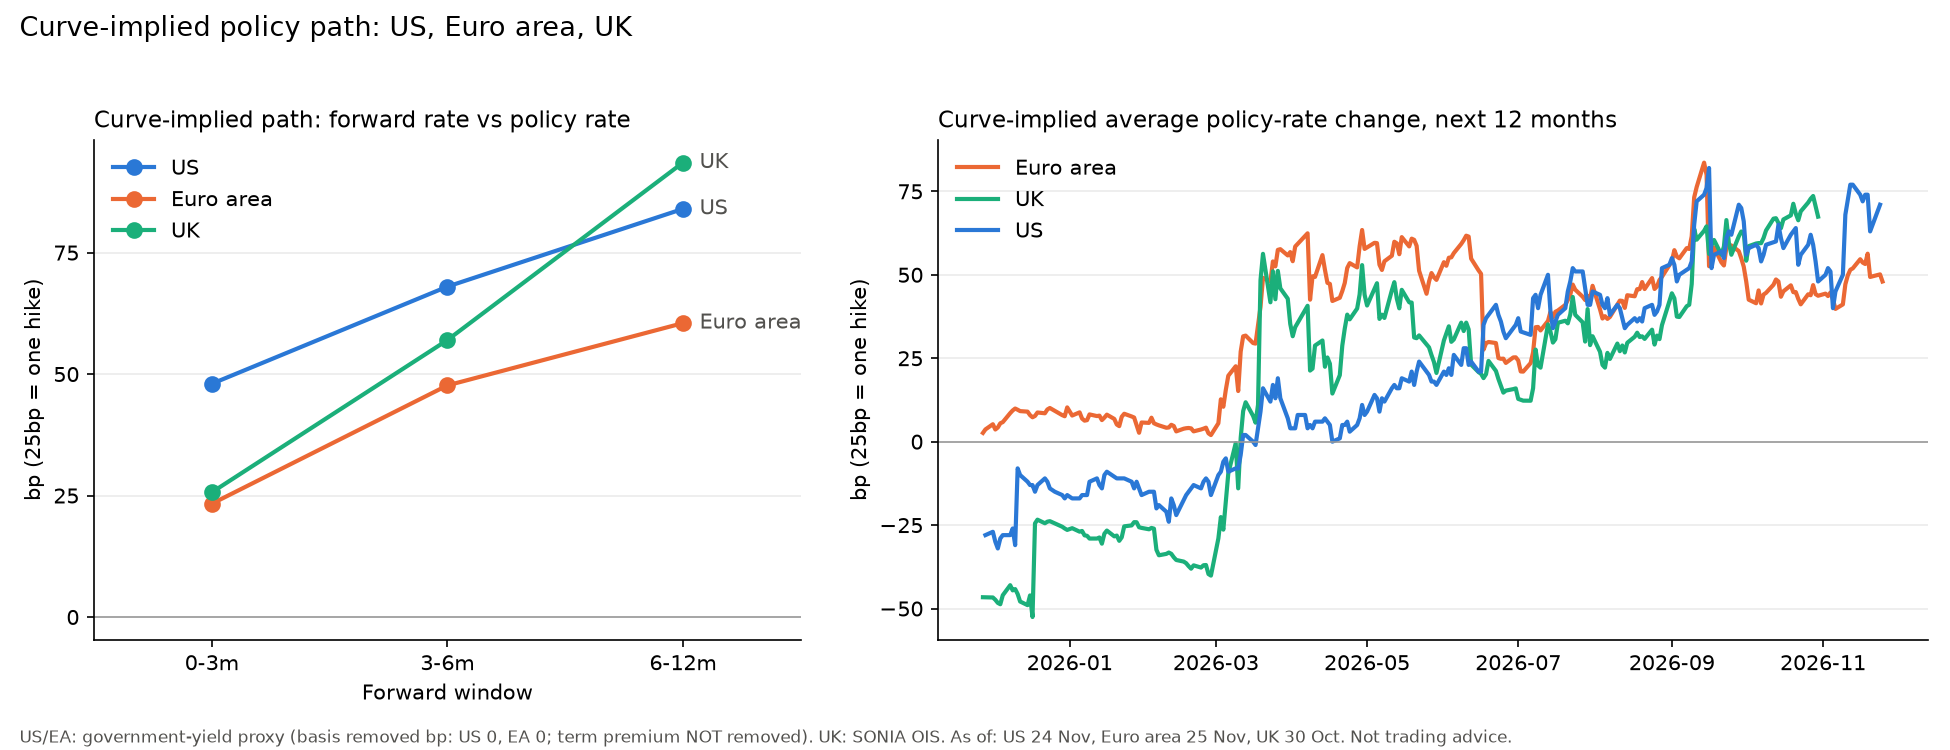 Curve-implied policy path: US, Euro area, UK
Curve-implied path: forward rate vs policy rate
US
Euro area
UK
UK
US
Euro area
75
50
25
0
bp (25bp = one hike)
0-3m
3-6m
6-12m
Forward window
Curve-implied average policy-rate change, next 12 months
Euro area
UK
US
75
50
25
0
−25
−50
bp (25bp = one hike)
2026-01
2026-03
2026-05
2026-07
2026-09
2026-11
US/EA: government-yield proxy (basis removed bp: US 0, EA 0; term premium NOT removed). UK: SONIA OIS. As of: US 24 Nov, Euro area 25 Nov, UK 30 Oct. Not trading advice.